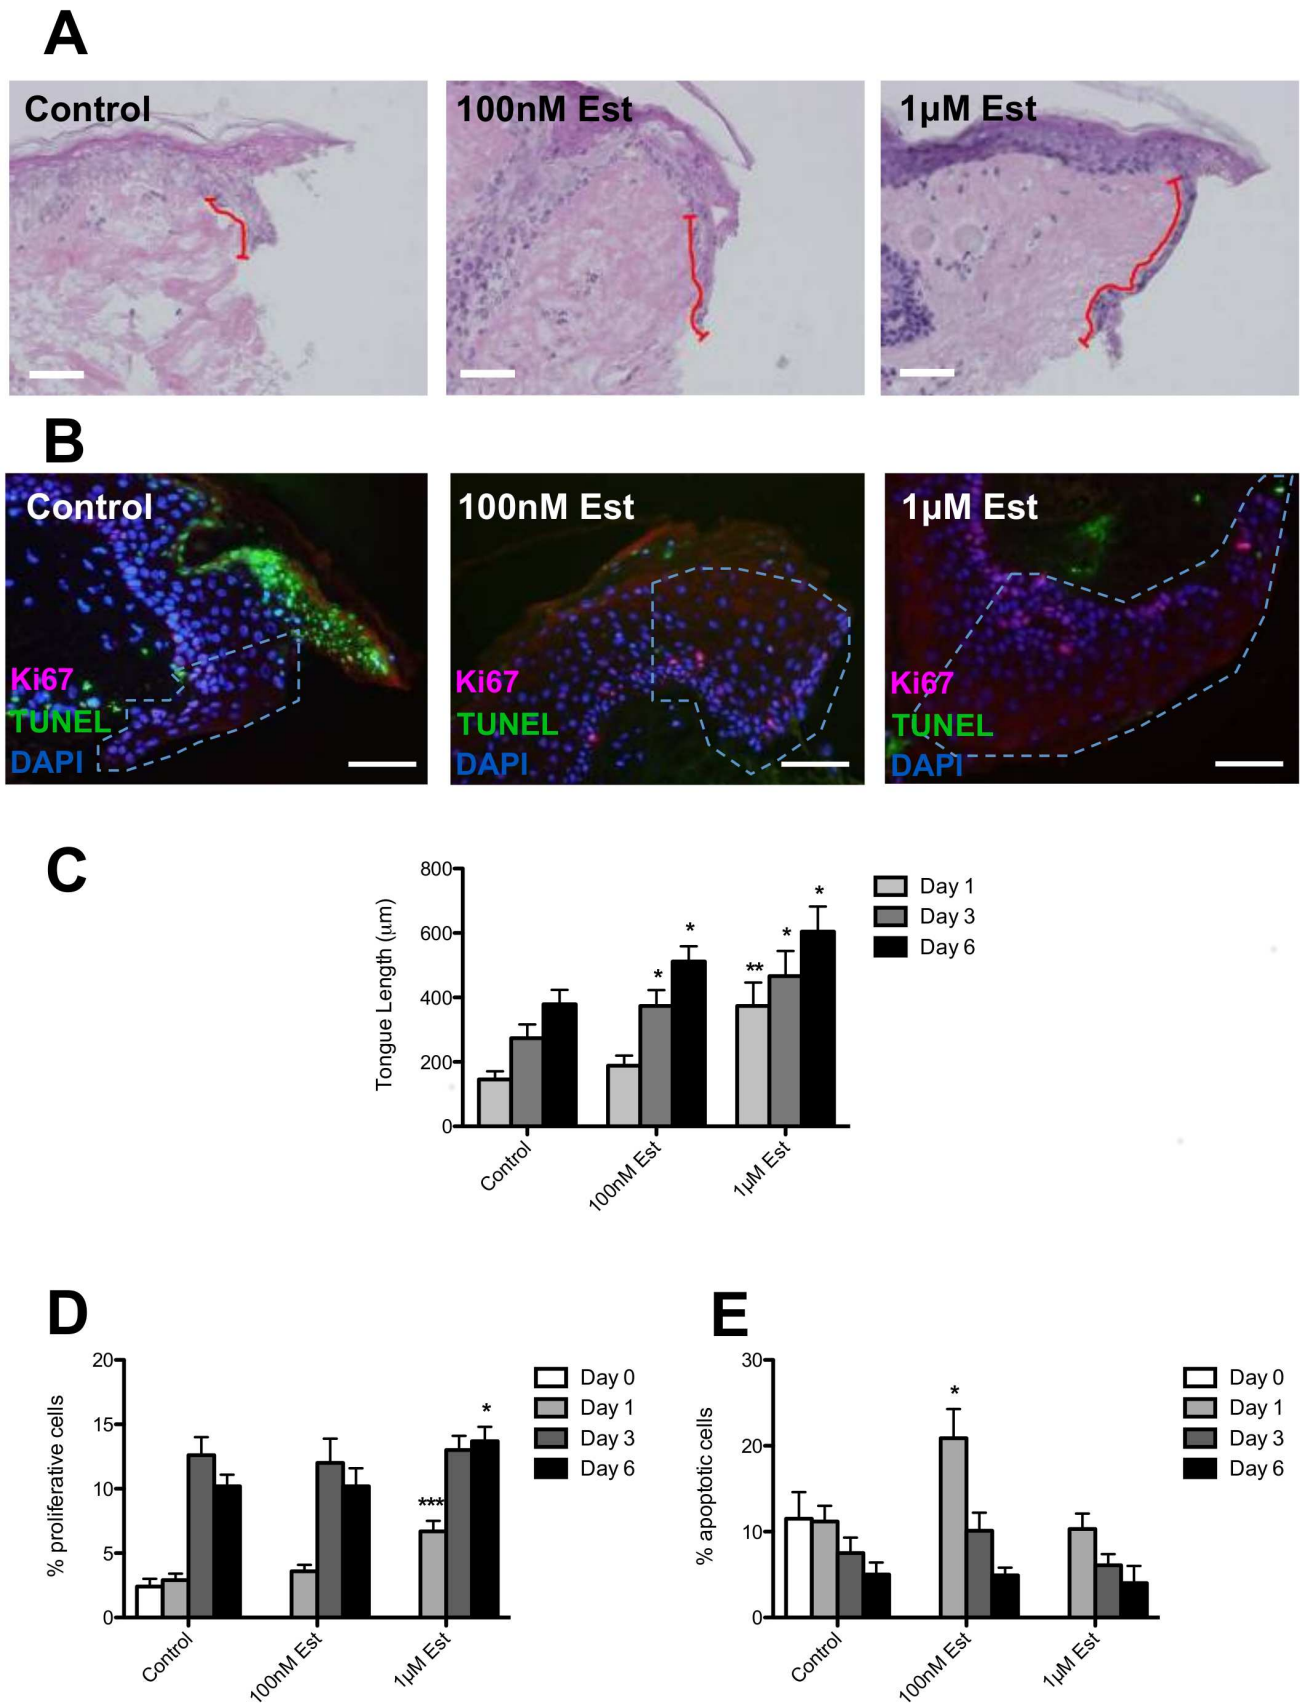 A
Control
100nM Est
1µM Est
B
Control
100nM Est
1µM Est
Ki67
TUNEL
DAPI
Ki67
TUNEL
DAPI
Ki67
TUNEL
DAPI
C
Tongue Length (µm)
800
600
400
200
0
*
*
**
*
*
Control
100nM Est
1µM Est
Day 1
Day 3
Day 6
D
% proliferative cells
20
15
10
5
0
***
*
Control
100nM Est
1µM Est
Day 0
Day 1
Day 3
Day 6
E
% apoptotic cells
30
20
10
0
*
Control
100nM Est
1µM Est
Day 0
Day 1
Day 3
Day 6